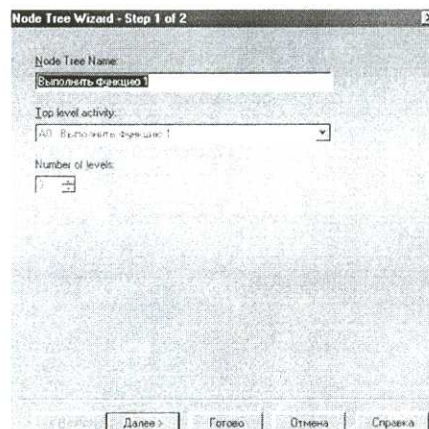 Node Tree Wizard - Step 1 of 2
Node Tree Name:
Выполнить Функцию 1
Top level activity:
A0 : Выполнить Функцию 1
Number of levels:
Далее > Готово Отмена Справка